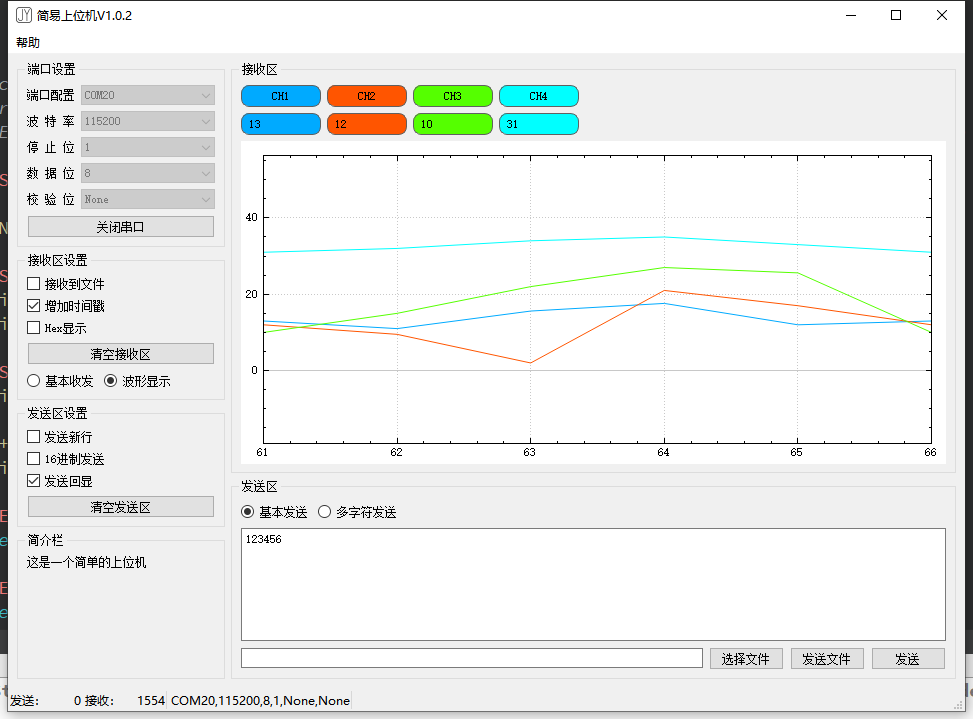 JY 简易上位机V1.0.2
帮助
端口设置
端口配置 COM20
波 特 率 115200
停 止 位 1
数 据 位 8
校 验 位 None
关闭串口
接收区设置
接收到文件
增加时间戳
Hex显示
清空接收区
基本收发 波形显示
发送区设置
发送新行
16进制发送
发送回显
清空发送区
简介栏
这是一个简单的上位机
接收区
CH1 CH2 CH3 CH4
13 12 10 31
40
20
0
61 62 63 64 65 66
发送区
基本发送 多字符发送
123456
选择文件 发送文件 发送
发送: 0 接收: 1554 COM20,115200,8,1,None,None